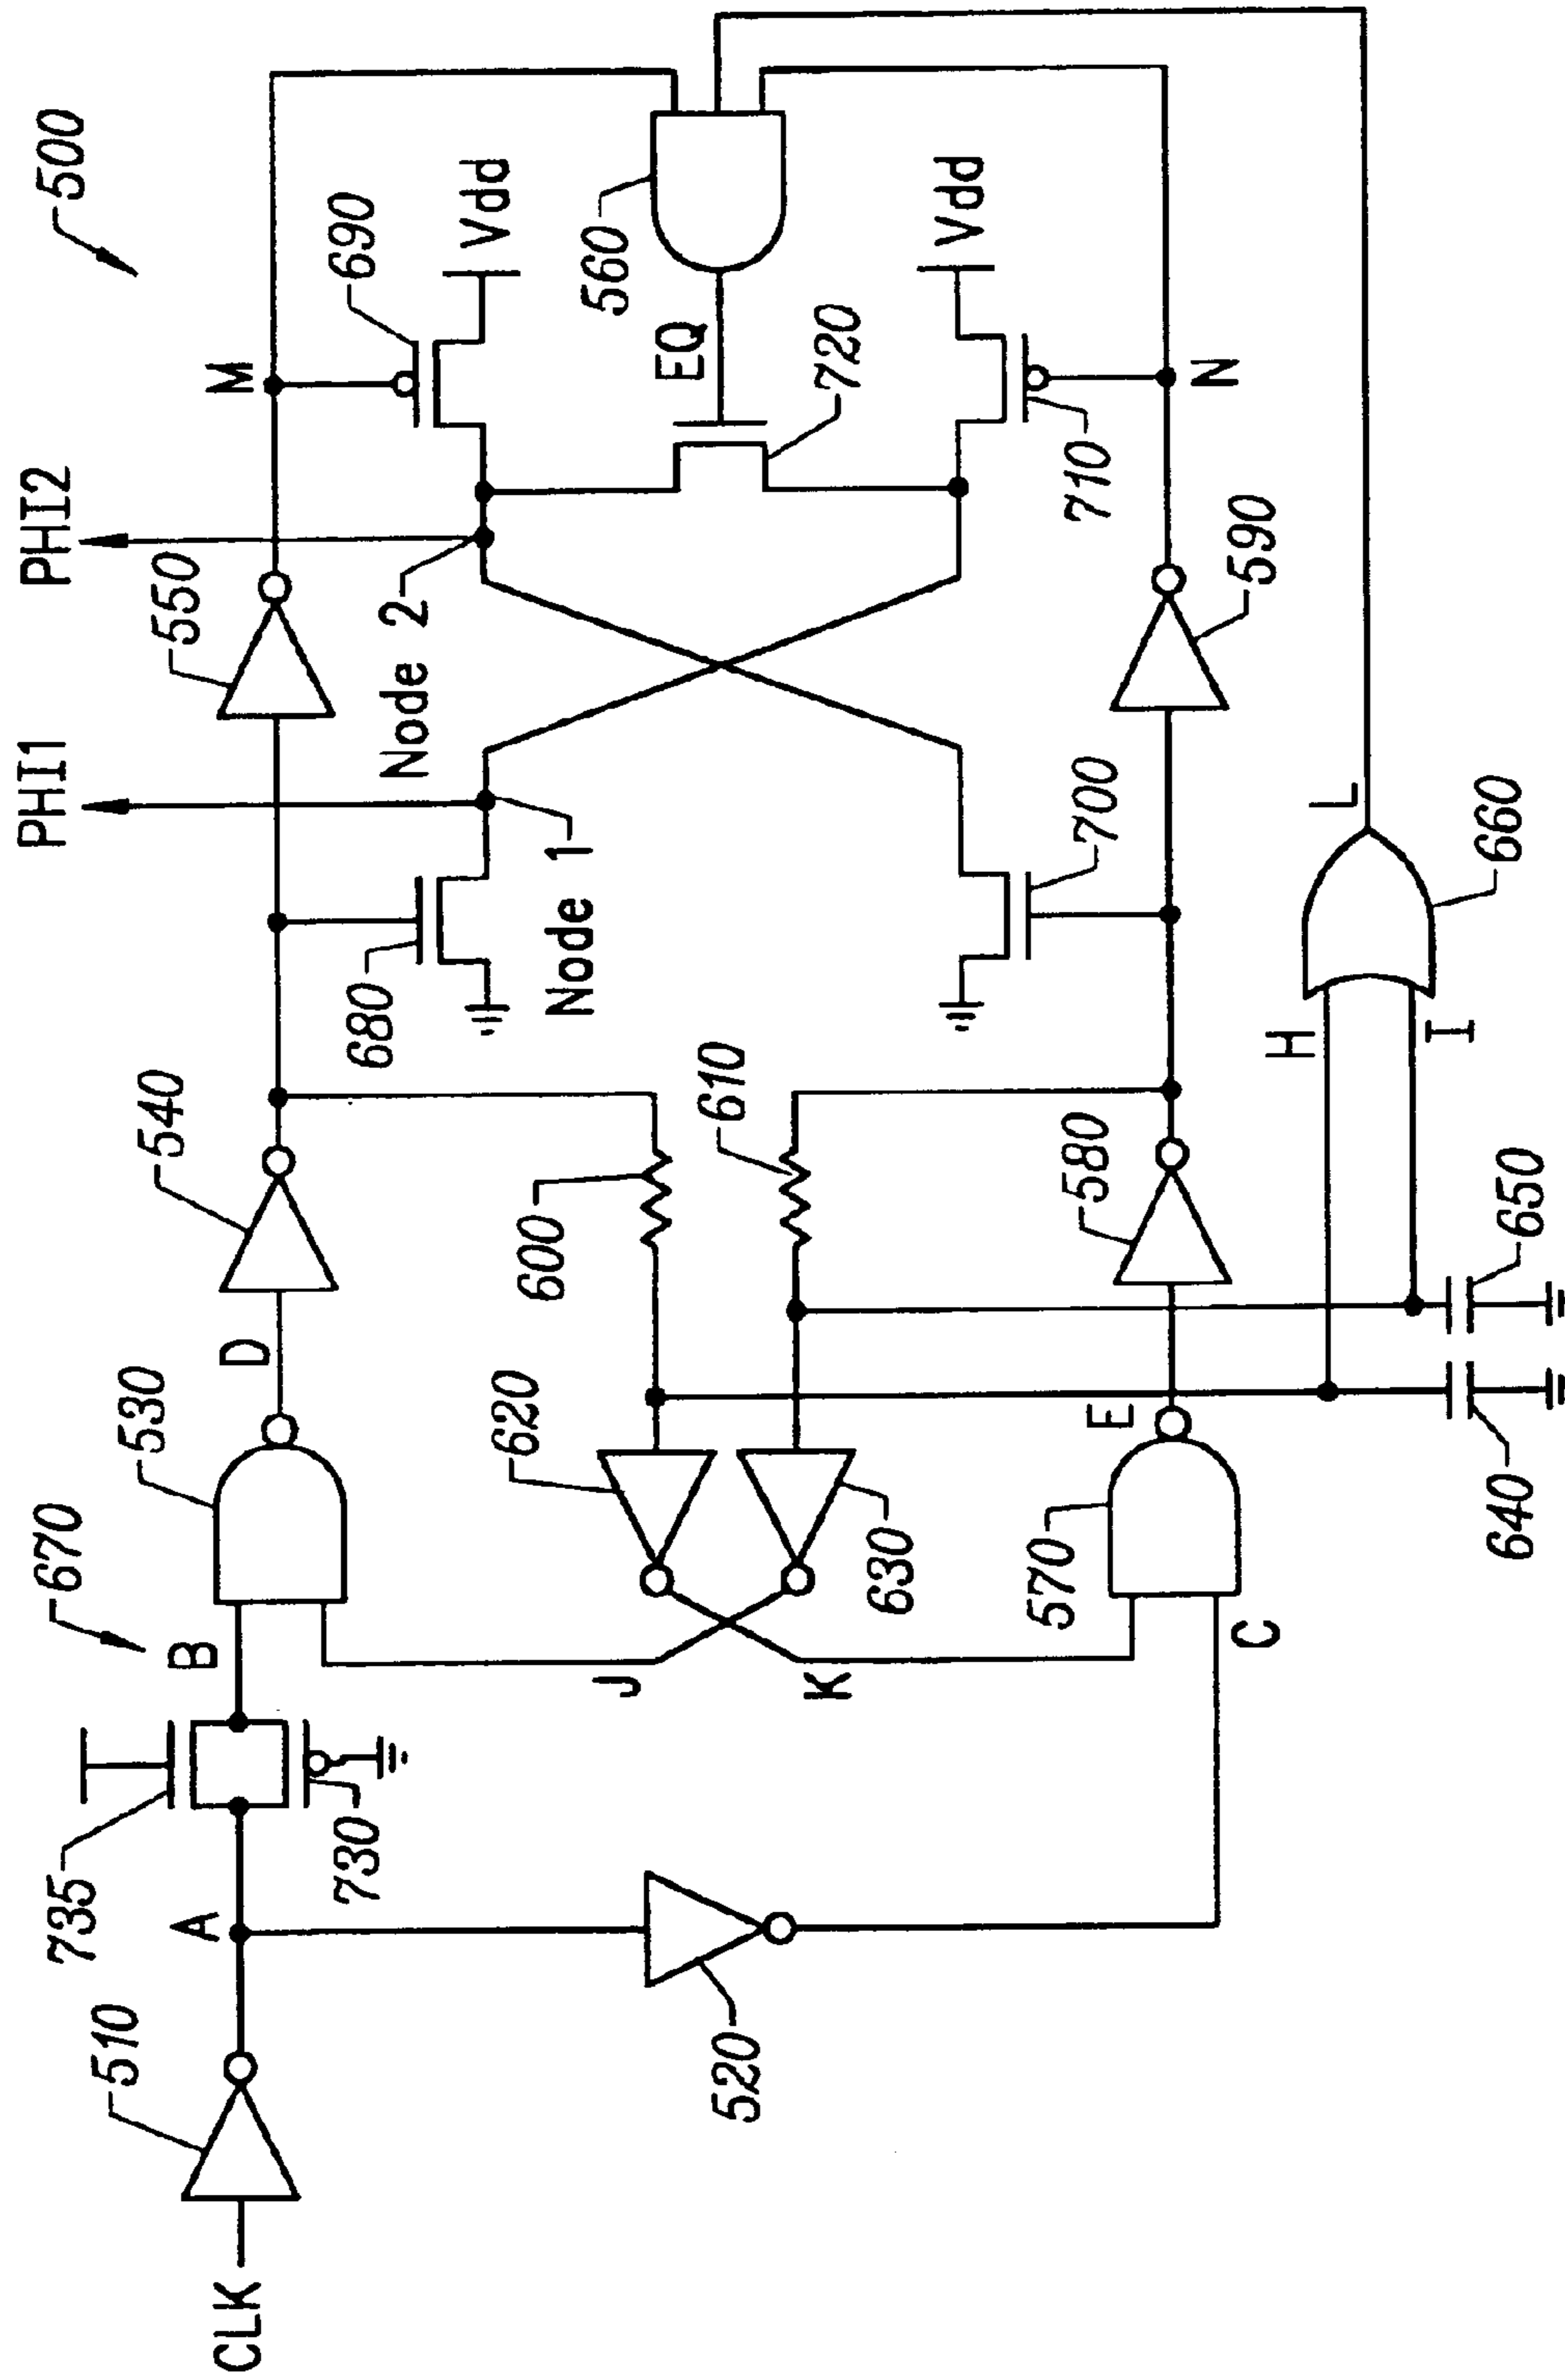 500
PHI1
PHI2
670
735
A
B
510
530
D
540
550
M
690
Vdd
CLK
680
Node 1
Node 2
560
EQ
720
Vdd
520
730
J
K
620
600
610
630
710
N
570
E
C
580
700
590
H
I
L
660
640
650